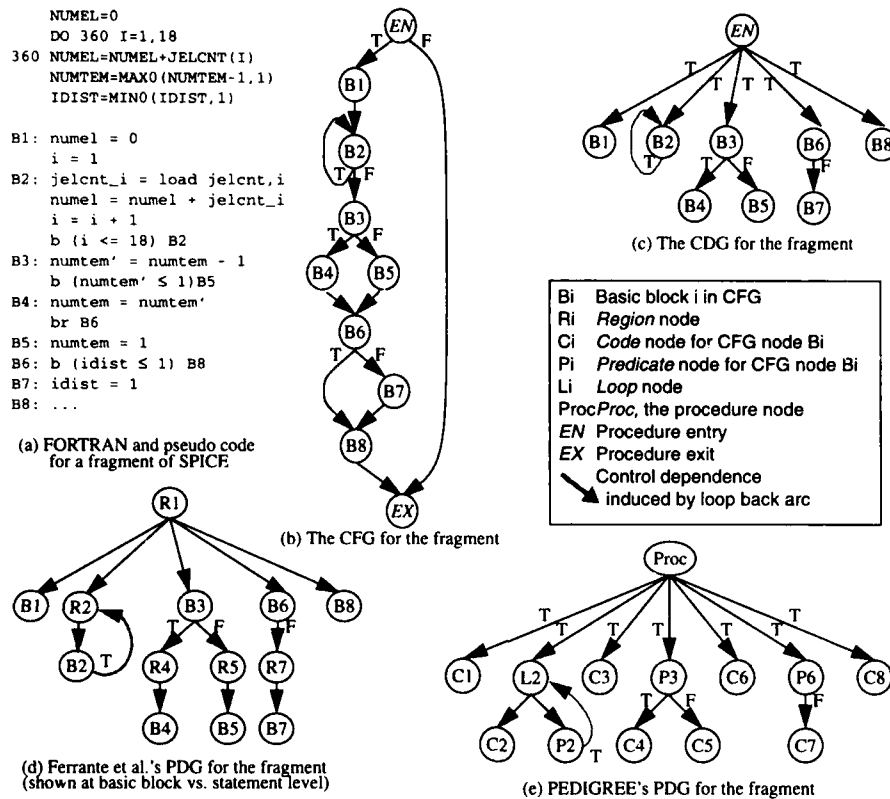 NUMEL=0
DO 360 I=1,18
360 NUMEL=NUMEL+JELCNT(I)
NUMTEM=MAX0(NUMTEM-1,1)
IDIST=MIN0(IDIST,1)
B1: numel = 0
i = 1
B2: jelcnt_i = load jelcnt,i
numel = numel + jelcnt_i
i = i + 1
b (i <= 18) B2
B3: numtem' = numtem - 1
b (numtem' ≤ 1)B5
B4: numtem = numtem'
br B6
B5: numtem = 1
B6: b (idist ≤ 1) B8
B7: idist = 1
B8: ...
(a) FORTRAN and pseudo code
for a fragment of SPICE
EN
T F
B1
B2
T F
B3
T F
B4 B5
B6
T F
B7
B8
EX
(b) The CFG for the fragment
EN
T T T T T
B1 B2 B3 B6 B8
T T F F
B4 B5 B7
(c) The CDG for the fragment
Bi Basic block i in CFG
Ri Region node
Ci Code node for CFG node Bi
Pi Predicate node for CFG node Bi
Li Loop node
Proc Proc, the procedure node
EN Procedure entry
EX Procedure exit
Control dependence
induced by loop back arc
R1
B1 R2 B3 B6 B8
T F F
B2 T R4 R5 R7
B4 B5 B7
(d) Ferrante et al.'s PDG for the fragment
(shown at basic block vs. statement level)
Proc
T T T T T T T
C1 L2 C3 P3 C6 P6 C8
T F F
C2 P2 T C4 C5 C7
(e) PEDIGREE's PDG for the fragment